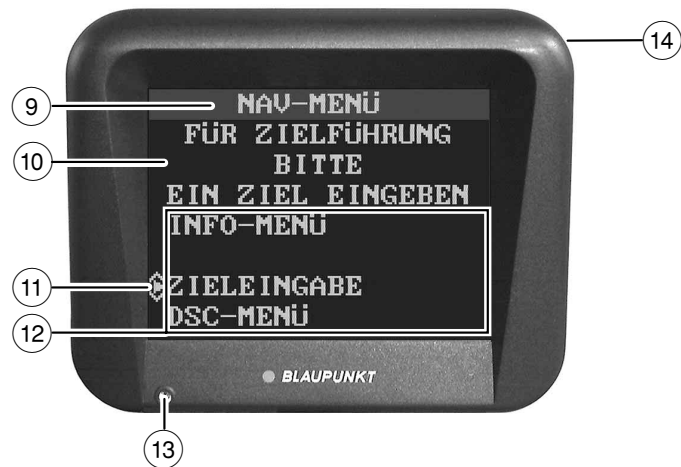 NAV-MENÜ
FÜR ZIELFÜHRUNG
BITTE
EIN ZIEL EINGEBEN
INFO-MENÜ
ZIELEINGABE
DSC-MENÜ
BLAUPUNKT
9
10
11
12
13
14